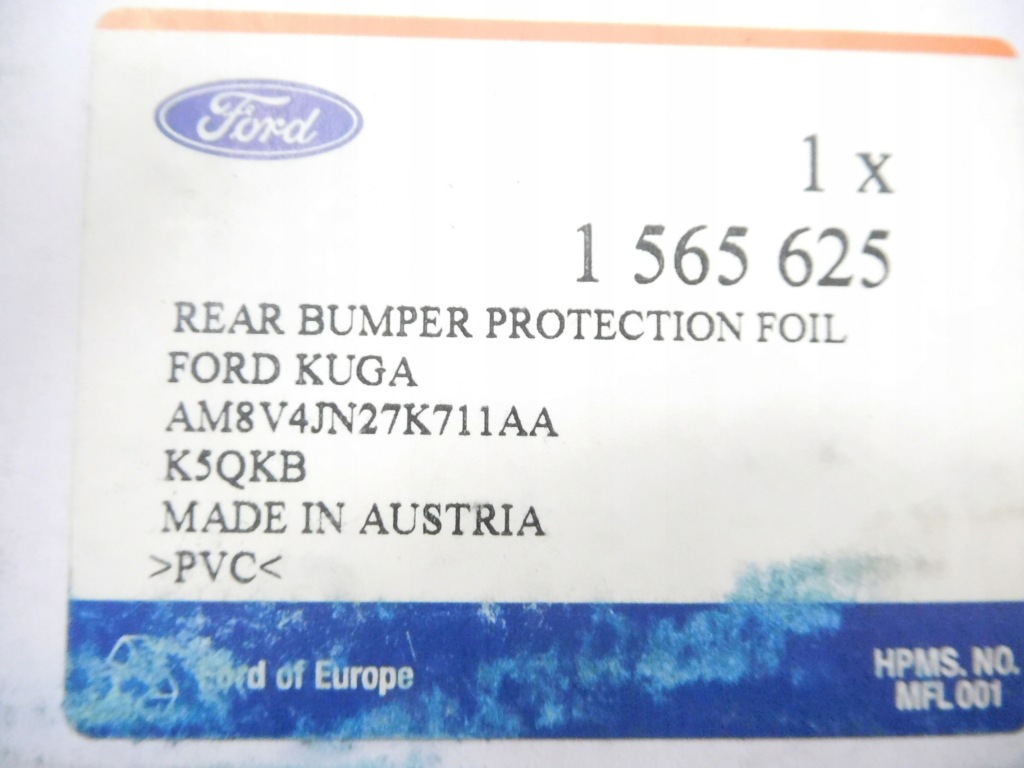 Ford
1 x
1 565 625
REAR BUMPER PROTECTION FOIL
FORD KUGA
AM8V4JN27K711AA
K5QKB
MADE IN AUSTRIA
>PVC<
Ford of Europe
HPMS. NO.
MFL 001